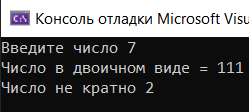 Консоль отладки Microsoft Visu
Введите число 7
Число в двоичном виде = 111
Число не кратно 2